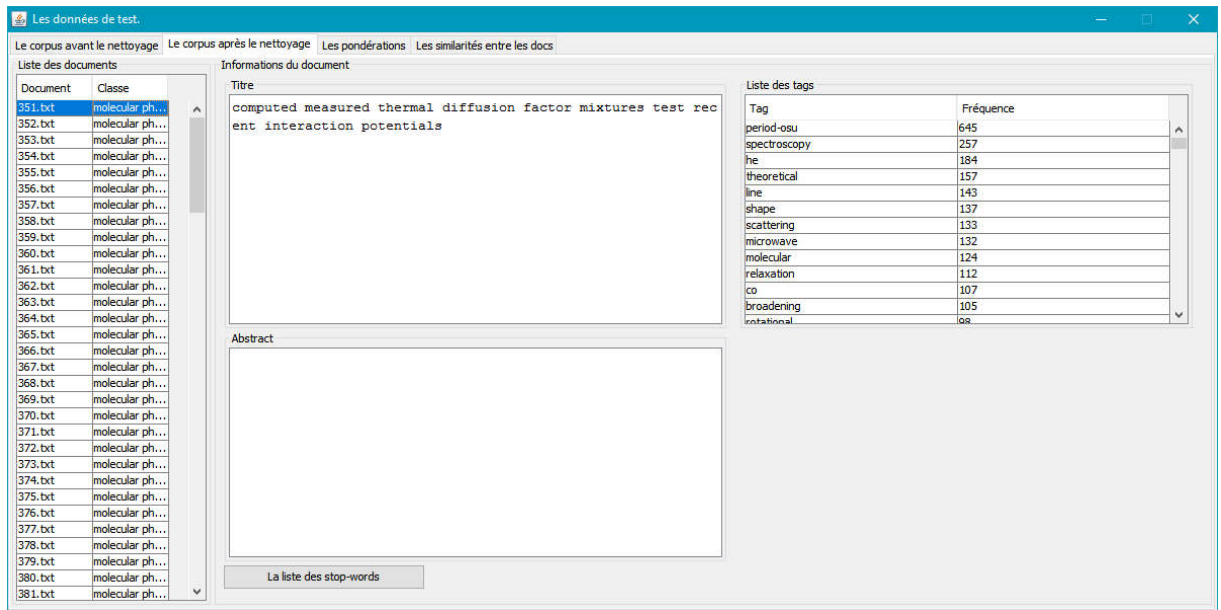 Les données de test.
Le corpus avant le nettoyage Le corpus après le nettoyage Les pondérations Les similarités entre les docs
Liste des documents
Document Classe
351.txt molecular ph...
352.txt molecular ph...
353.txt molecular ph...
354.txt molecular ph...
355.txt molecular ph...
356.txt molecular ph...
357.txt molecular ph...
358.txt molecular ph...
359.txt molecular ph...
360.txt molecular ph...
361.txt molecular ph...
362.txt molecular ph...
363.txt molecular ph...
364.txt molecular ph...
365.txt molecular ph...
366.txt molecular ph...
367.txt molecular ph...
368.txt molecular ph...
369.txt molecular ph...
370.txt molecular ph...
371.txt molecular ph...
372.txt molecular ph...
373.txt molecular ph...
374.txt molecular ph...
375.txt molecular ph...
376.txt molecular ph...
377.txt molecular ph...
378.txt molecular ph...
379.txt molecular ph...
380.txt molecular ph...
381.txt molecular ph...
Informations du document
Titre
computed measured thermal diffusion factor mixtures test rec
ent interaction potentials
Abstract
La liste des stop-words
Liste des tags
Tag Fréquence
period-osu 645
spectroscopy 257
he 184
theoretical 157
line 143
shape 137
scattering 133
microwave 132
molecular 124
relaxation 112
co 107
broadening 105
rotational 98